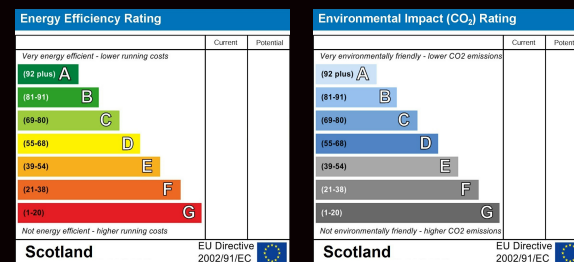 Energy Efficiency Rating
Current Potential
Very energy efficient - lower running costs
(92 plus) A
(81-91) B
(69-80) C
(55-68) D
(39-54) E
(21-38) F
(1-20) G
Not energy efficient - higher running costs
Scotland
EU Directive
2002/91/EC
Environmental Impact (CO2) Rating
Current Potent
Very environmentally friendly - lower CO2 emissions
(92 plus) A
(81-91) B
(69-80) C
(55-68) D
(39-54) E
(21-38) F
(1-20) G
Not environmentally friendly - higher CO2 emissions
Scotland
EU Directive
2002/91/EC